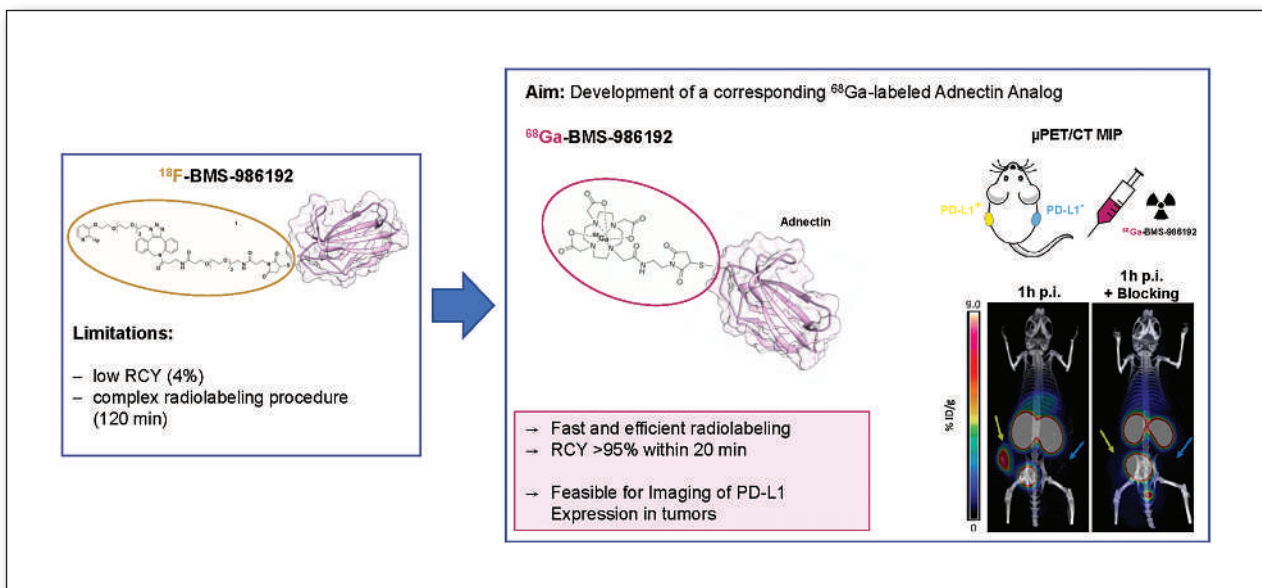 ¹⁸F-BMS-986192
Limitations:
– low RCY (4%)
– complex radiolabeling procedure
(120 min)
Aim: Development of a corresponding ⁶⁸Ga-labeled Adnectin Analog
⁶⁸Ga-BMS-986192
Adnectin
→ Fast and efficient radiolabeling
→ RCY >95% within 20 min
→ Feasible for Imaging of PD-L1
Expression in tumors
µPET/CT MIP
PD-L1⁺
PD-L1⁻
⁶⁸Ga-BMS-986192
1h p.i.
1h p.i.
+ Blocking
9.0
% ID/g
0